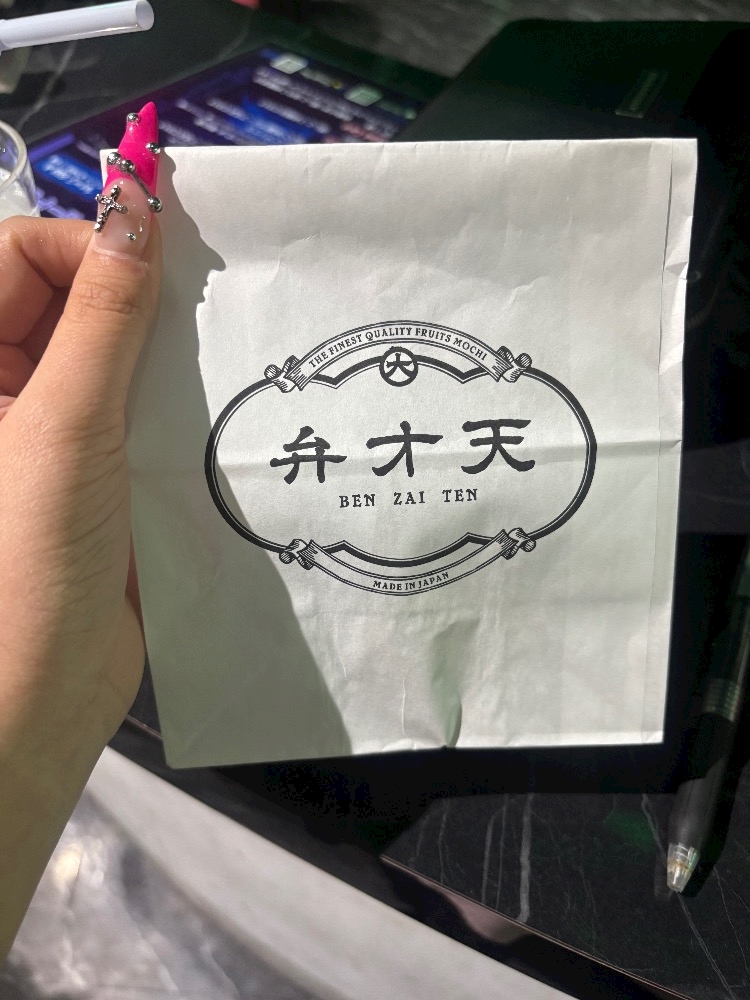 THE FINEST QUALITY FRUITS MOCHI
大
弁才天
BEN ZAI TEN
MADE IN JAPAN